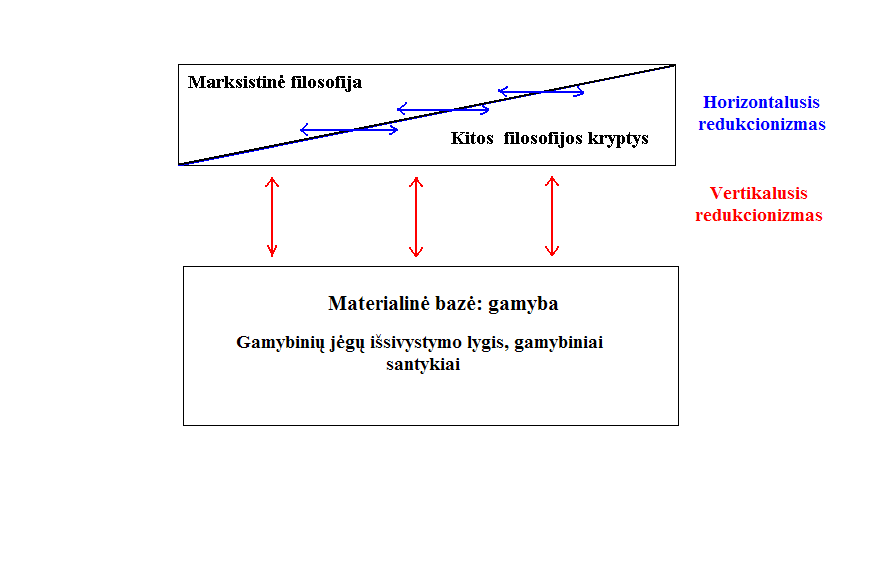 Marksistinė filosofija
Kitos filosofijos kryptys
Horizontalusis
redukcionizmas
Vertikalusis
redukcionizmas
Materialinė bazė: gamyba
Gamybinių jėgų išsivystymo lygis, gamybiniai
santykiai